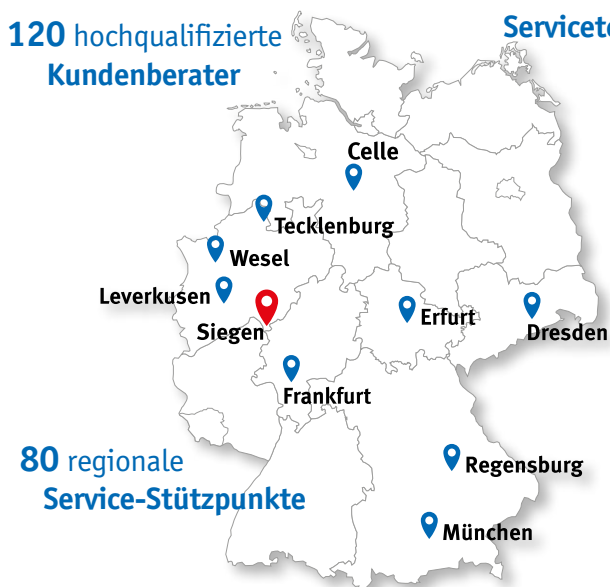 120 hochqualifizierte
Kundenberater
Celle
Tecklenburg
Wesel
Leverkusen
Siegen
Erfurt
Dresden
Frankfurt
80 regionale
Service-Stützpunkte
Regensburg
München